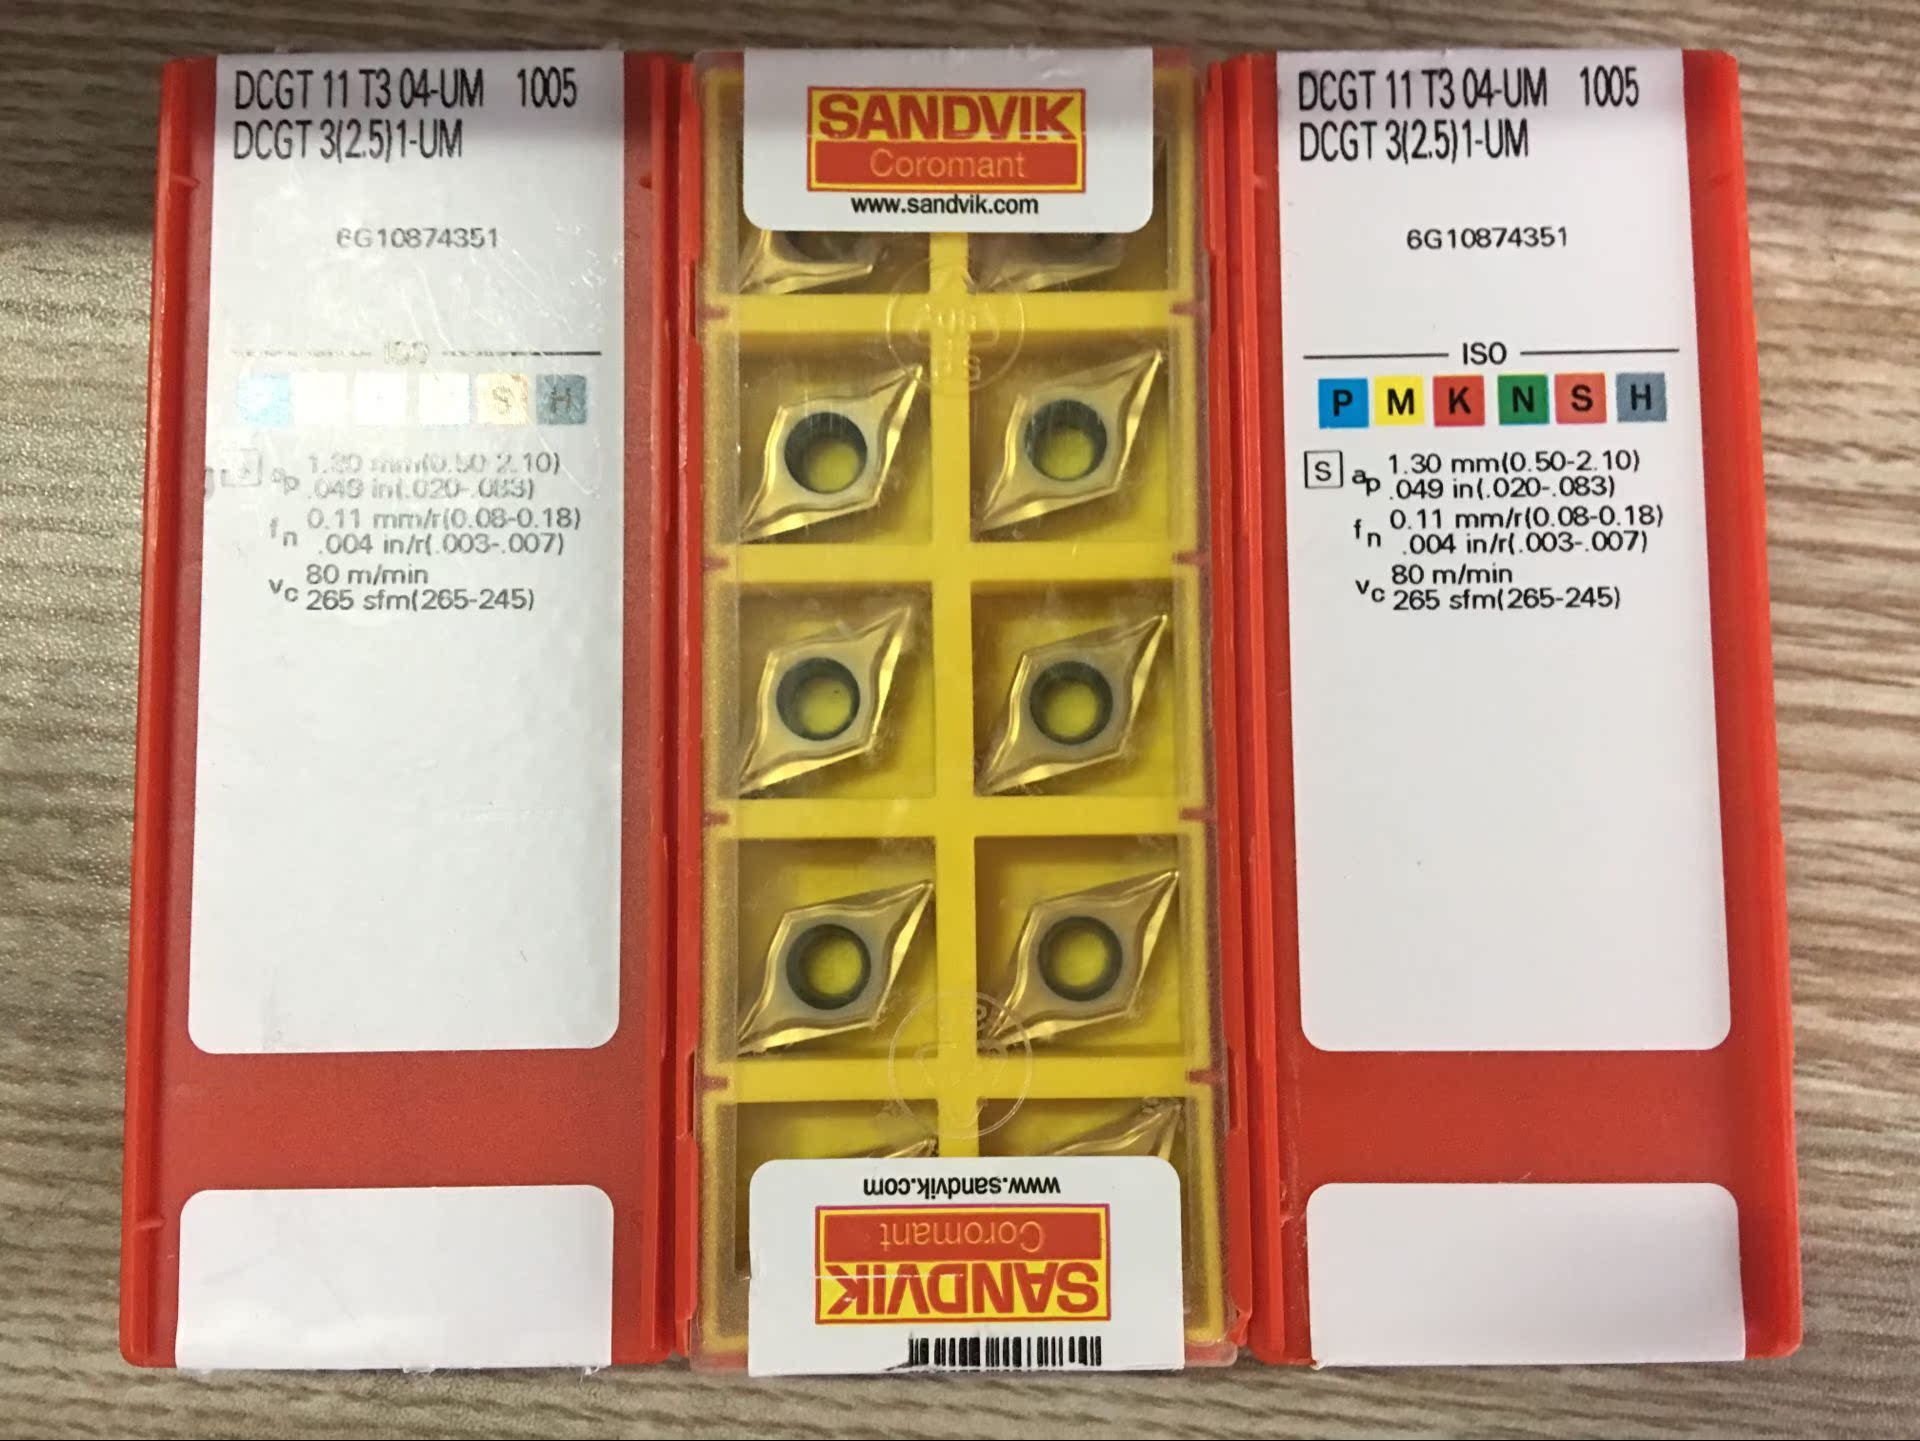 DCGT 11 T3 04-UM 1005
DCGT 3(2.5)1-UM
6G10874351
ISO
P S H
S ap 1.30 mm(0.50-2.10)
.049 in(.020-.083)
fn 0.11 mm/r(0.08-0.18)
.004 in/r(.003-.007)
vc 80 m/min
265 sfm(265-245)
SANDVIK
Coromant
www.sandvik.com
www.sandvik.com
Coromant
SANDVIK
DCGT 11 T3 04-UM 1005
DCGT 3(2.5)1-UM
6G10874351
ISO
P M K N S H
S ap 1.30 mm(0.50-2.10)
.049 in(.020-.083)
fn 0.11 mm/r(0.08-0.18)
.004 in/r(.003-.007)
vc 80 m/min
265 sfm(265-245)